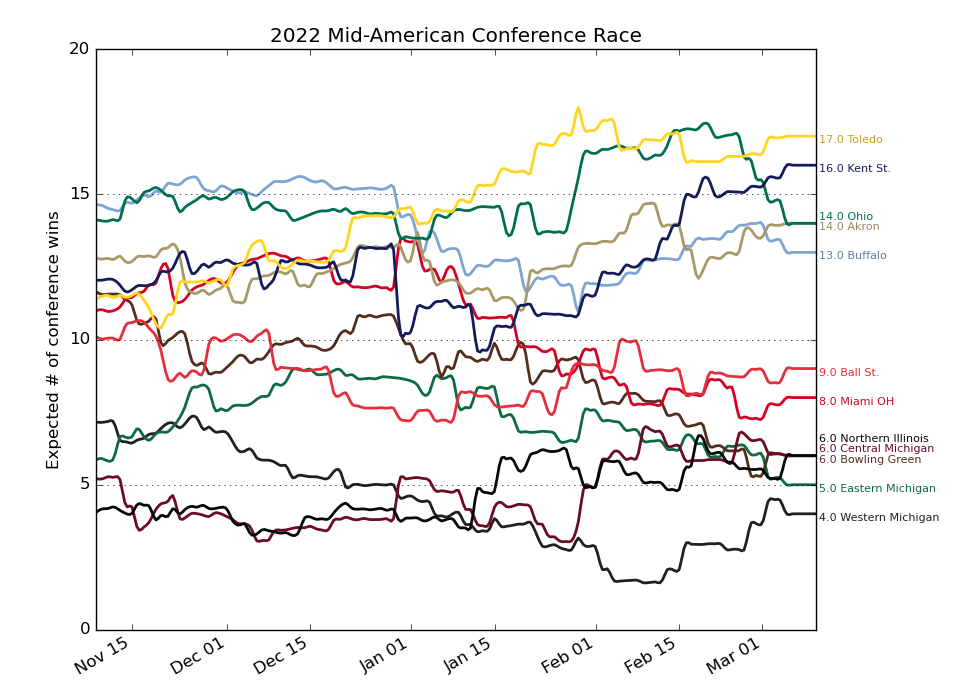 2022 Mid-American Conference Race
Expected # of conference wins
20
15
10
5
0
Nov 15
Dec 01
Dec 15
Jan 01
Jan 15
Feb 01
Feb 15
Mar 01
17.0 Toledo
16.0 Kent St.
14.0 Ohio
14.0 Akron
13.0 Buffalo
9.0 Ball St.
8.0 Miami OH
6.0 Northern Illinois
6.0 Central Michigan
6.0 Bowling Green
5.0 Eastern Michigan
4.0 Western Michigan